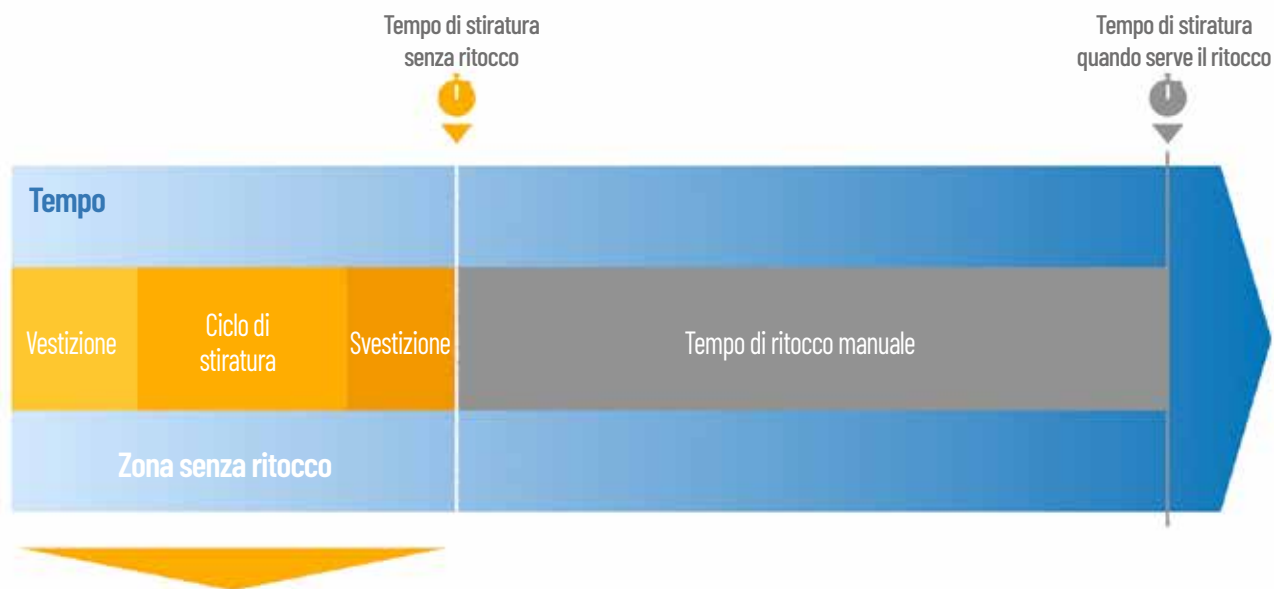 Tempo di stiratura
senza ritocco
Tempo di stiratura
quando serve il ritocco
Tempo
Vestizione
Ciclo di
stiratura
Svestizione
Tempo di ritocco manuale
Zona senza ritocco